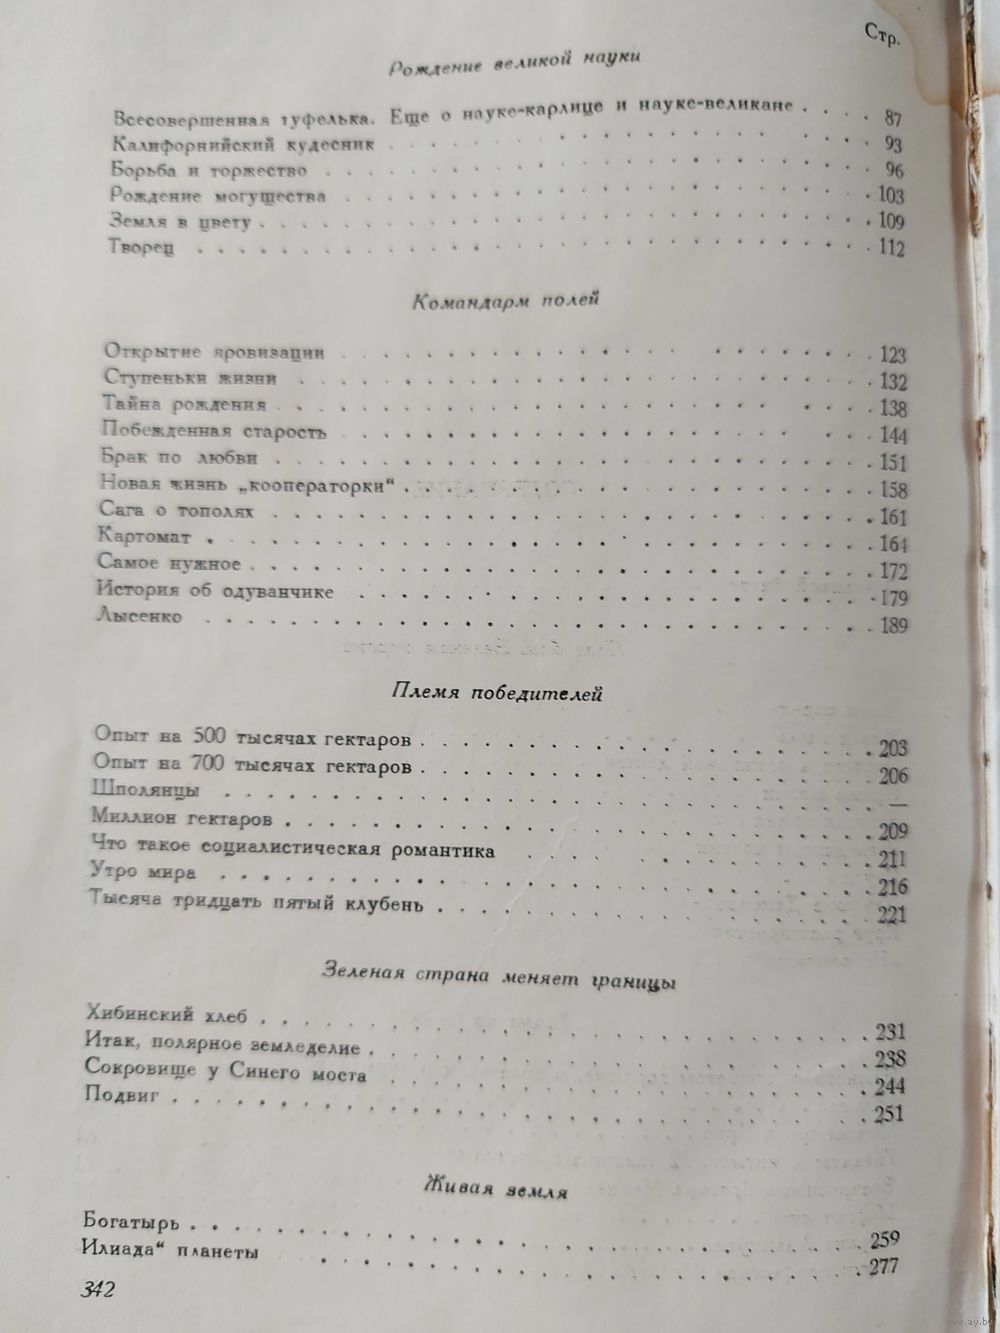 Стр.
Рождение великой науки
Всесовершенная туфелька. Еще о науке-карлице и науке-великане . . . . 87
Калифорнийский кудесник . . . . 93
Борьба и торжество . . . . 96
Рождение могущества . . . . 103
Земля в цвету . . . . 109
Творец . . . . 112
Командарм полей
Открытие яровизации . . . . 123
Ступеньки жизни . . . . 132
Тайна рождения . . . . 138
Побежденная старость . . . . 144
Брак по любви . . . . 151
Новая жизнь „кооператорки“ . . . . 158
Сага о тополях . . . . 161
Картомат . . . . 164
Самое нужное . . . . 172
История об одуванчике . . . . 179
Лысенко . . . . 189
Племя победителей
Опыт на 500 тысячах гектаров . . . . 203
Опыт на 700 тысячах гектаров . . . . 206
Шполянцы . . . . —
Миллион гектаров . . . . 209
Что такое социалистическая романтика . . . . 211
Утро мира . . . . 216
Тысяча тридцать пятый клубень . . . . 221
Зеленая страна меняет границы
Хибинский хлеб . . . . 231
Итак, полярное земледелие . . . . 238
Сокровище у Синего моста . . . . 244
Подвиг . . . . 251
Живая земля
Богатырь . . . . 259
Илиада“ планеты . . . . 277
342
www.ay.by